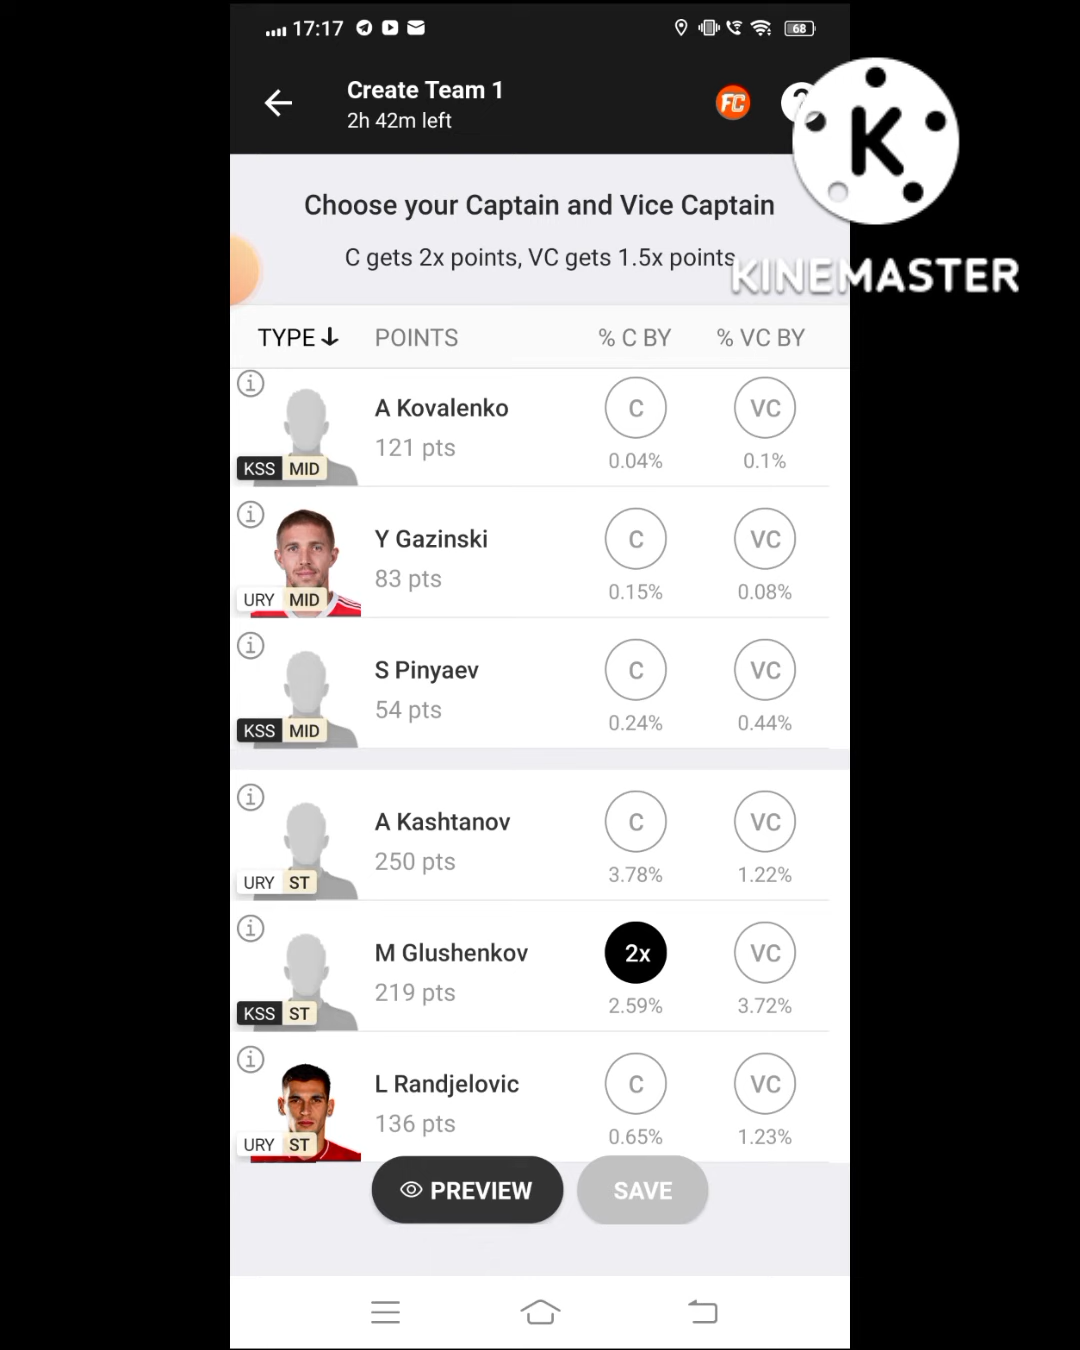 17:17
68
Create Team 1
2h 42m left
FC
?
K
KINEMASTER
Choose your Captain and Vice Captain
C gets 2x points, VC gets 1.5x points
TYPE↓ POINTS % C BY % VC BY
i
A Kovalenko C VC
121 pts 0.04% 0.1%
KSS MID
i
Y Gazinski C VC
83 pts 0.15% 0.08%
URY MID
i
S Pinyaev C VC
54 pts 0.24% 0.44%
KSS MID
i
A Kashtanov C VC
250 pts 3.78% 1.22%
URY ST
i
M Glushenkov 2x VC
219 pts 2.59% 3.72%
KSS ST
i
L Randjelovic C VC
136 pts 0.65% 1.23%
URY ST
PREVIEW SAVE